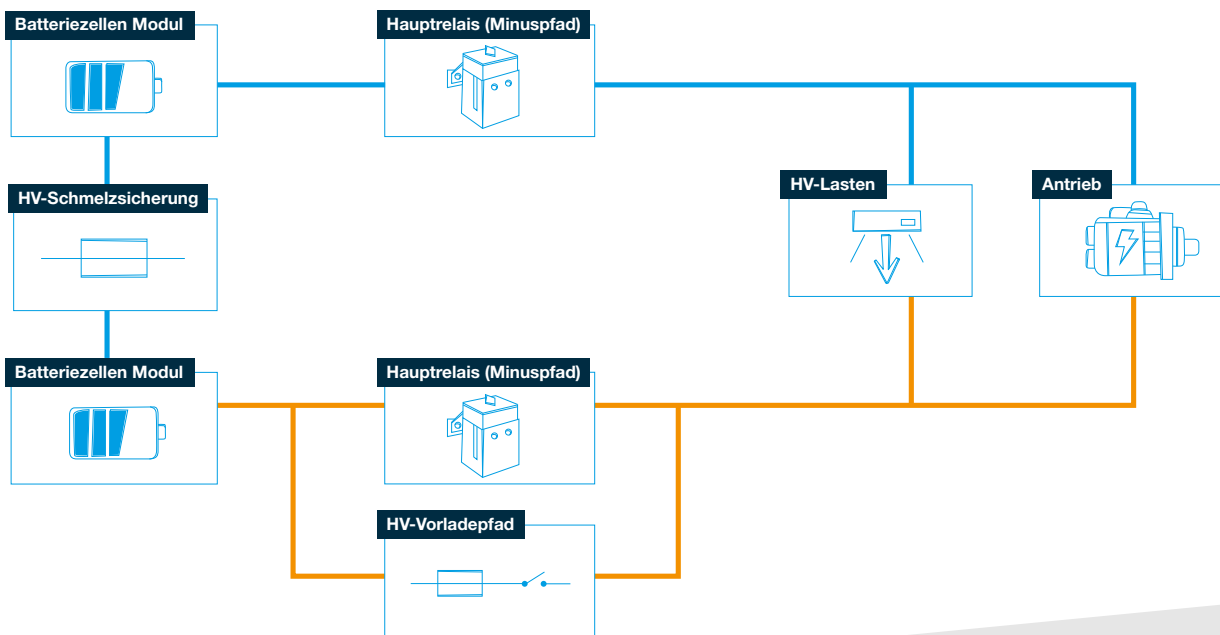 Batteriezellen Modul
Hauptrelais (Minuspfad)
HV-Schmelzsicherung
HV-Lasten
Antrieb
Batteriezellen Modul
Hauptrelais (Minuspfad)
HV-Vorladepfad